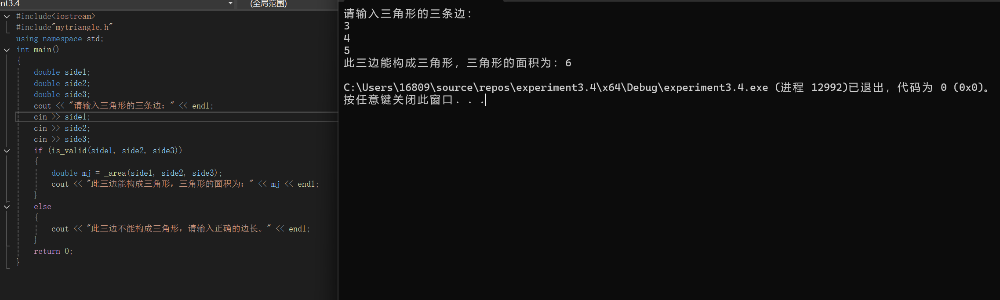 nt3.4
(全局范围)
#include<iostream>
#include"mytriangle.h"
using namespace std;
int main()
{
double side1;
double side2;
double side3;
cout << "请输入三角形的三条边：" << endl;
cin >> side1;
cin >> side2;
cin >> side3;
if (is_valid(side1, side2, side3))
{
double mj = _area(side1, side2, side3);
cout << "此三边能构成三角形，三角形的面积为：" << mj << endl;
}
else
{
cout << "此三边不能构成三角形，请输入正确的边长。" << endl;
}
return 0;
}
请输入三角形的三条边：
3
4
5
此三边能构成三角形，三角形的面积为：6
C:\Users\16809\source\repos\experiment3.4\x64\Debug\experiment3.4.exe (进程 12992)已退出，代码为 0 (0x0)。
按任意键关闭此窗口. . .